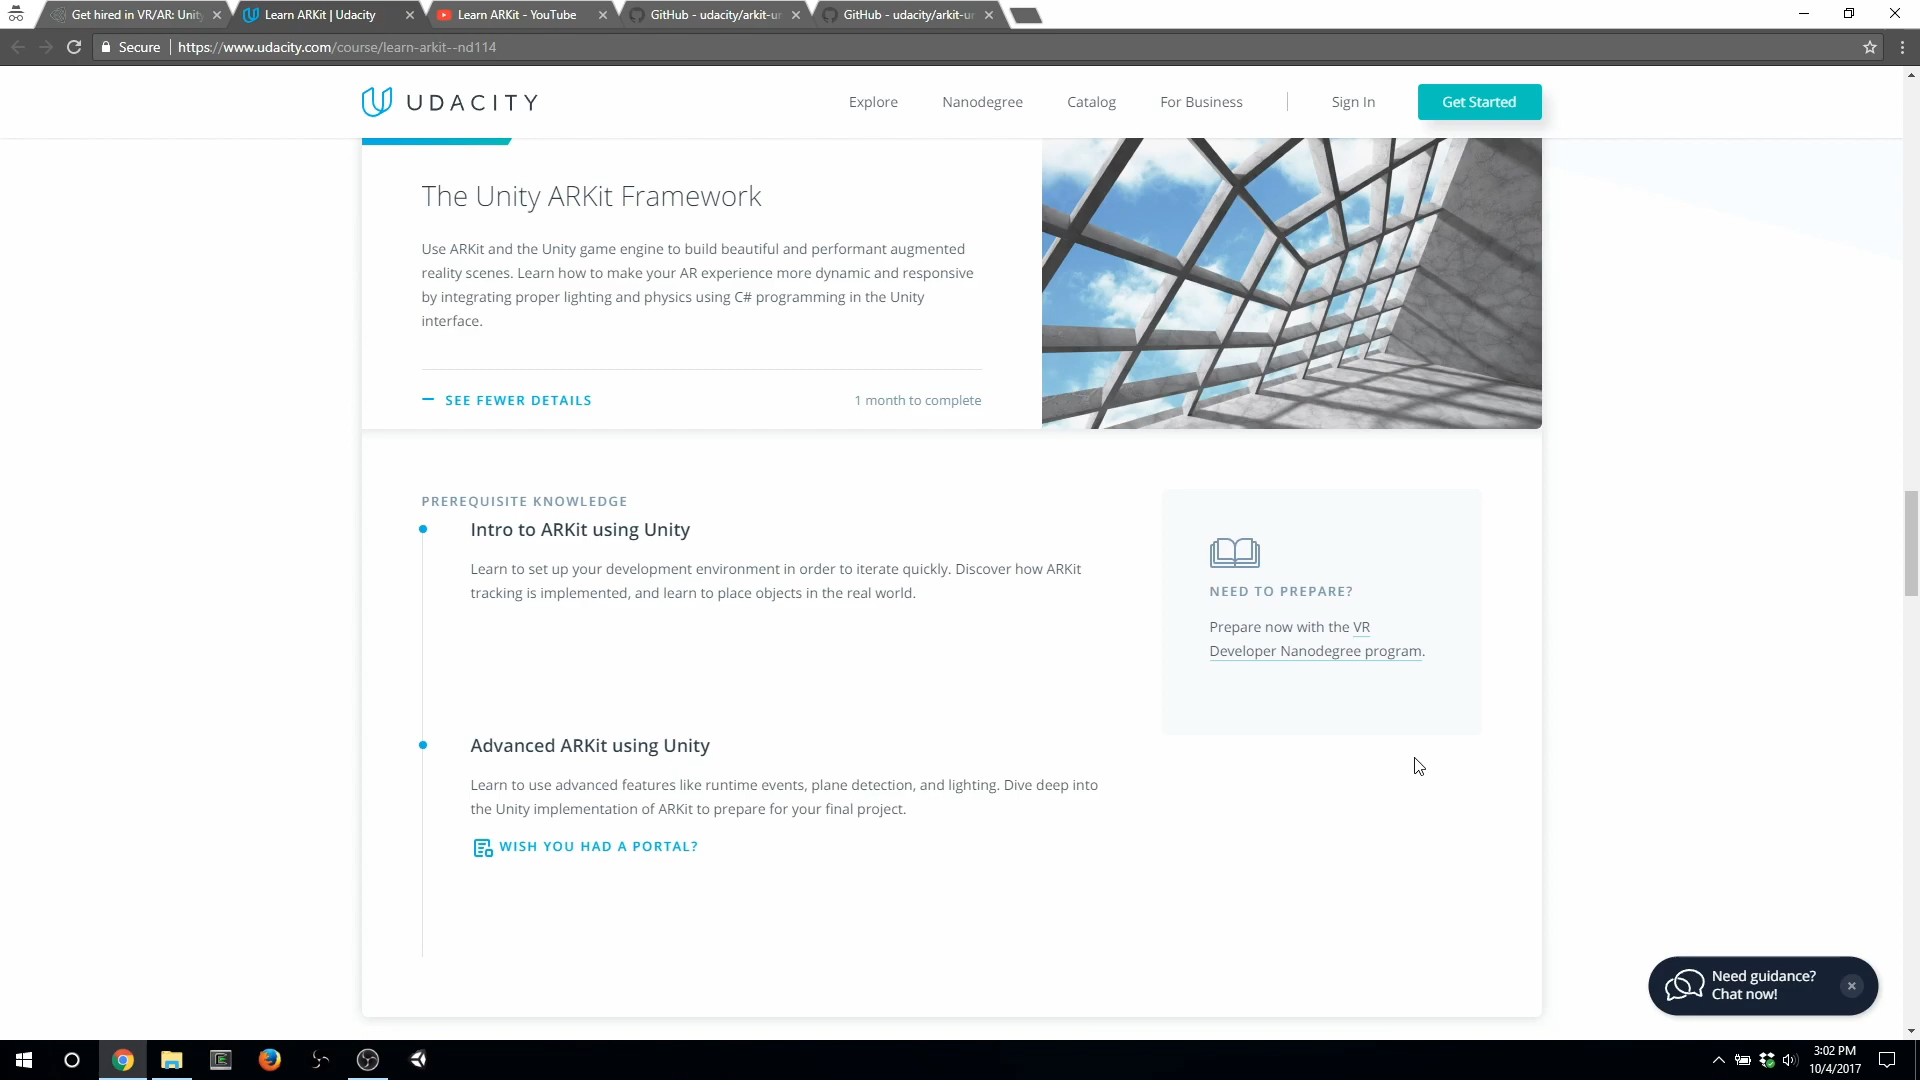 Get hired in VR/AR: Unit
Learn ARKit | Udacity
Learn ARKit - YouTube
GitHub - udacity/arkit-un
GitHub - udacity/arkit-un
Secure
https://www.udacity.com/course/learn-arkit--nd114
UDACITY
Explore
Nanodegree
Catalog
For Business
Sign In
Get Started
The Unity ARKit Framework
Use ARKit and the Unity game engine to build beautiful and performant augmented
reality scenes. Learn how to make your AR experience more dynamic and responsive
by integrating proper lighting and physics using C# programming in the Unity
interface.
SEE FEWER DETAILS
1 month to complete
PREREQUISITE KNOWLEDGE
Intro to ARKit using Unity
Learn to set up your development environment in order to iterate quickly. Discover how ARKit
tracking is implemented, and learn to place objects in the real world.
NEED TO PREPARE?
Prepare now with the VR
Developer Nanodegree program.
Advanced ARKit using Unity
Learn to use advanced features like runtime events, plane detection, and lighting. Dive deep into
the Unity implementation of ARKit to prepare for your final project.
WISH YOU HAD A PORTAL?
Need guidance?
Chat now!
3:02 PM
10/4/2017